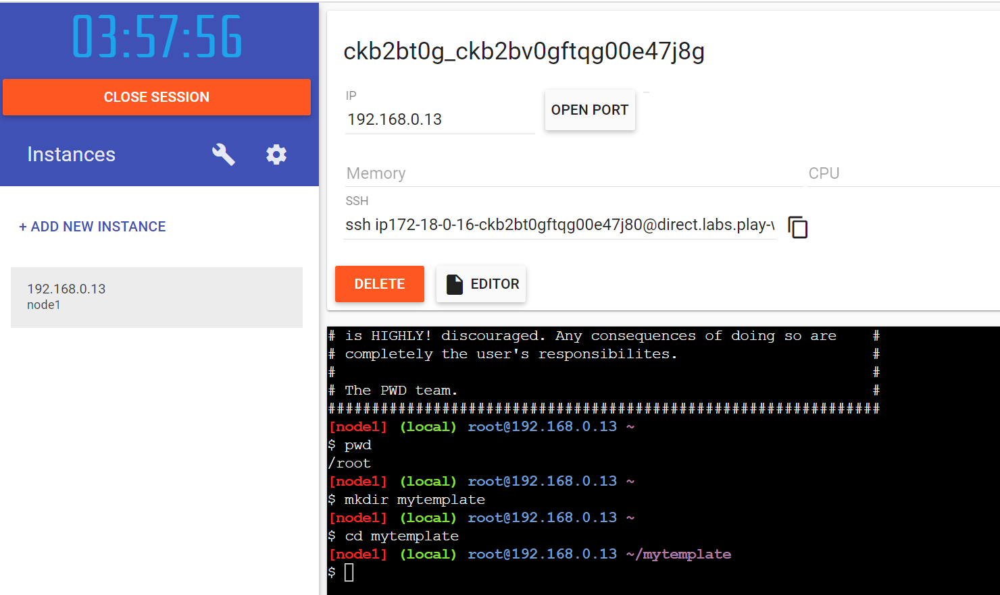 03:57:56
CLOSE SESSION
Instances
+ ADD NEW INSTANCE
192.168.0.13
node1
ckb2bt0g_ckb2bv0gftqg00e47j8g
IP
192.168.0.13
OPEN PORT
Memory
CPU
SSH
ssh ip172-18-0-16-ckb2bt0gftqg00e47j80@direct.labs.play-
DELETE
EDITOR
# is HIGHLY! discouraged. Any consequences of doing so are #
# completely the user's responsibilites. #
# #
# The PWD team. #
###############################################################
[node1] (local) root@192.168.0.13 ~
$ pwd
/root
[node1] (local) root@192.168.0.13 ~
$ mkdir mytemplate
[node1] (local) root@192.168.0.13 ~
$ cd mytemplate
[node1] (local) root@192.168.0.13 ~/mytemplate
$